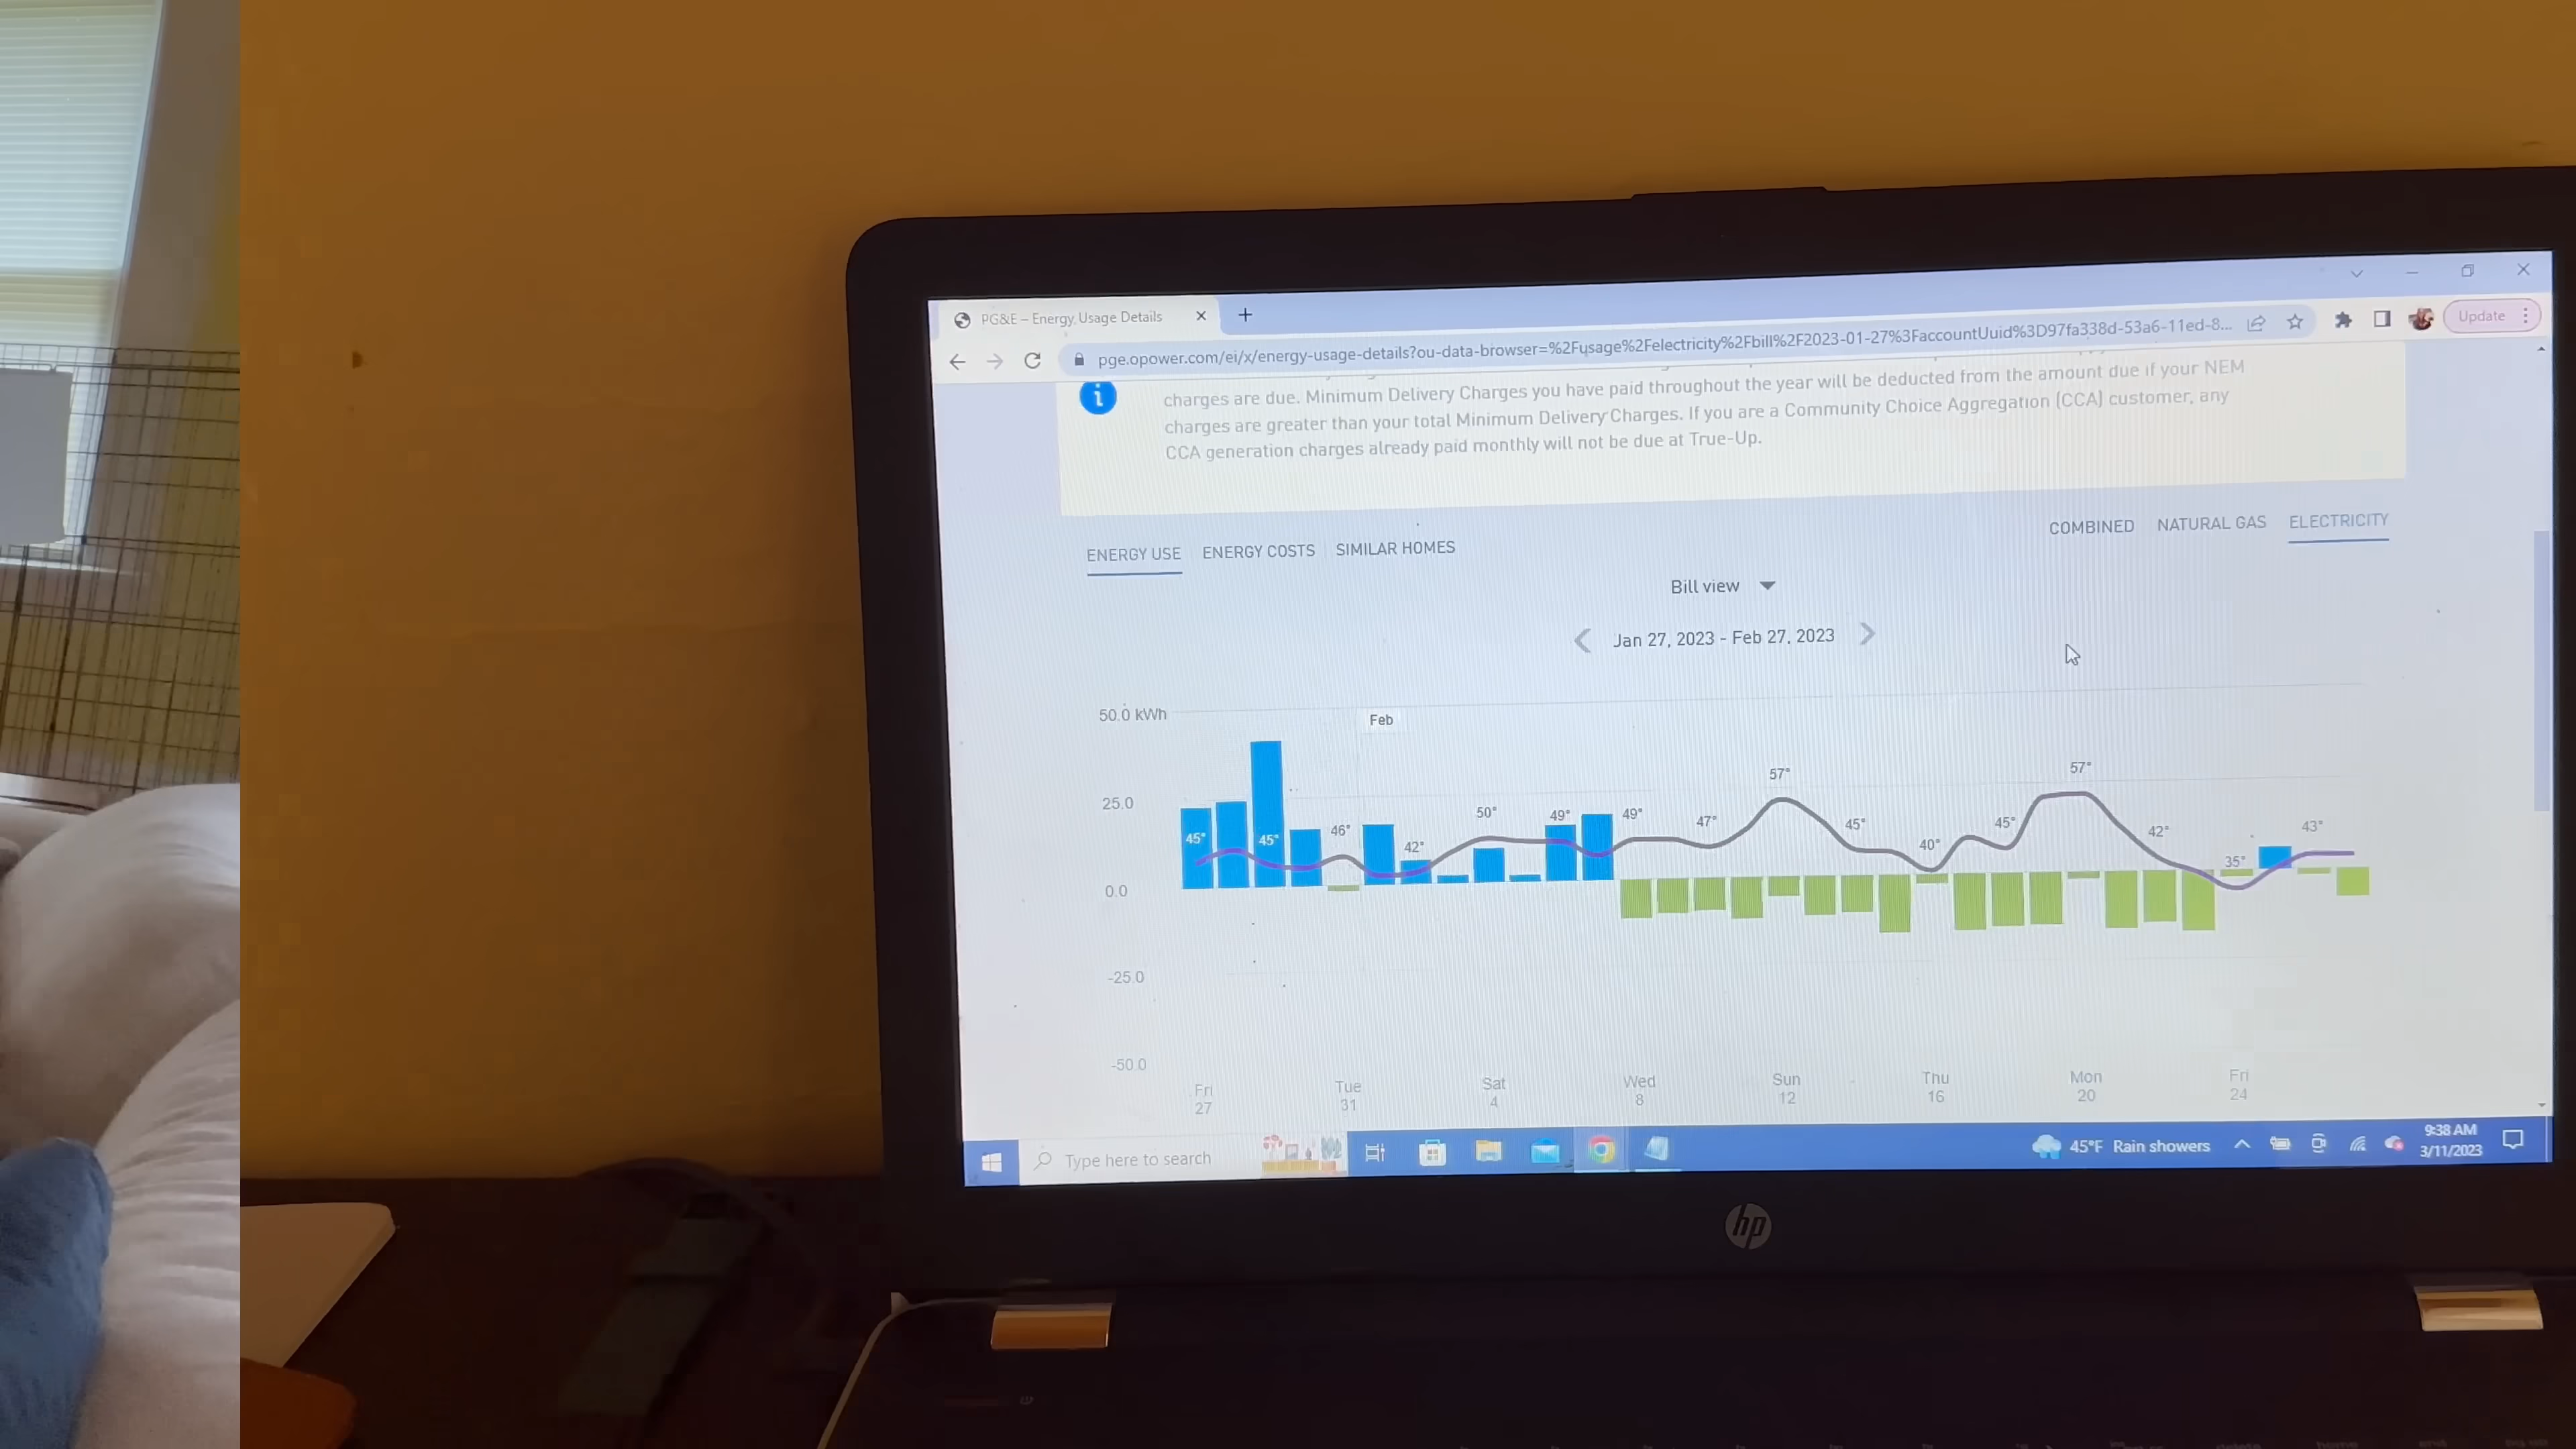 PG&E – Energy Usage Details
Update
pge.opower.com/ei/x/energy-usage-details?ou-data-browser=%2Fusage%2Felectricity%2Fbill%2F2023-01-27%3FaccountUuid%3D97fa338d-53a6-11ed-8...
charges are due. Minimum Delivery Charges you have paid throughout the year will be deducted from the amount due if your NEM
charges are greater than your total Minimum Delivery Charges. If you are a Community Choice Aggregation (CCA) customer, any
CCA generation charges already paid monthly will not be due at True-Up.
ENERGY USE ENERGY COSTS SIMILAR HOMES
COMBINED NATURAL GAS ELECTRICITY
Bill view
Jan 27, 2023 - Feb 27, 2023
50.0 kWh
Feb
25.0
0.0
-25.0
-50.0
45° 45° 46° 42° 50° 49° 49° 47° 57° 45° 40° 45° 57° 42° 35° 43°
Fri Tue Sat Wed Sun Thu Mon Fri
27 31 4 8 12 16 20 24
Type here to search
45°F Rain showers
9:38 AM
3/11/2023
hp